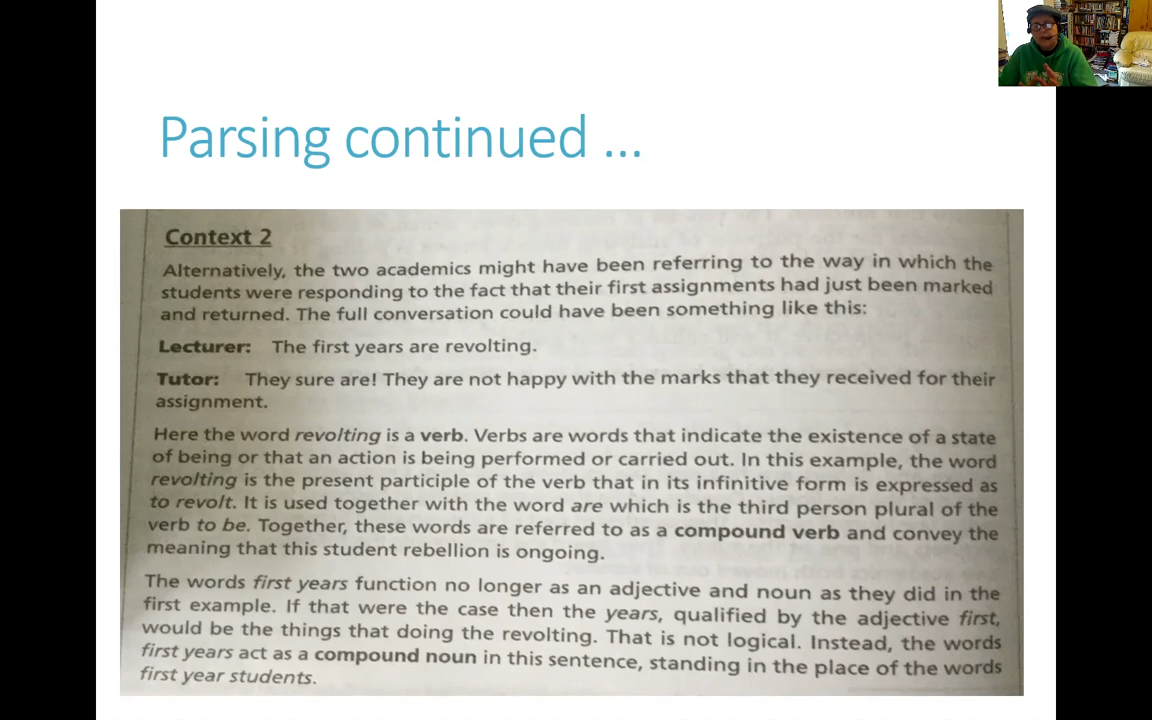 Parsing continued ...
Context 2
Alternatively, the two academics might have been referring to the way in which the
students were responding to the fact that their first assignments had just been marked
and returned. The full conversation could have been something like this:
Lecturer: The first years are revolting.
Tutor: They sure are! They are not happy with the marks that they received for their
assignment.
Here the word revolting is a verb. Verbs are words that indicate the existence of a state
of being or that an action is being performed or carried out. In this example, the word
revolting is the present participle of the verb that in its infinitive form is expressed as
to revolt. It is used together with the word are which is the third person plural of the
verb to be. Together, these words are referred to as a compound verb and convey the
meaning that this student rebellion is ongoing.
The words first years function no longer as an adjective and noun as they did in the
first example. If that were the case then the years, qualified by the adjective first,
would be the things that doing the revolting. That is not logical. Instead, the words
first years act as a compound noun in this sentence, standing in the place of the words
first year students.